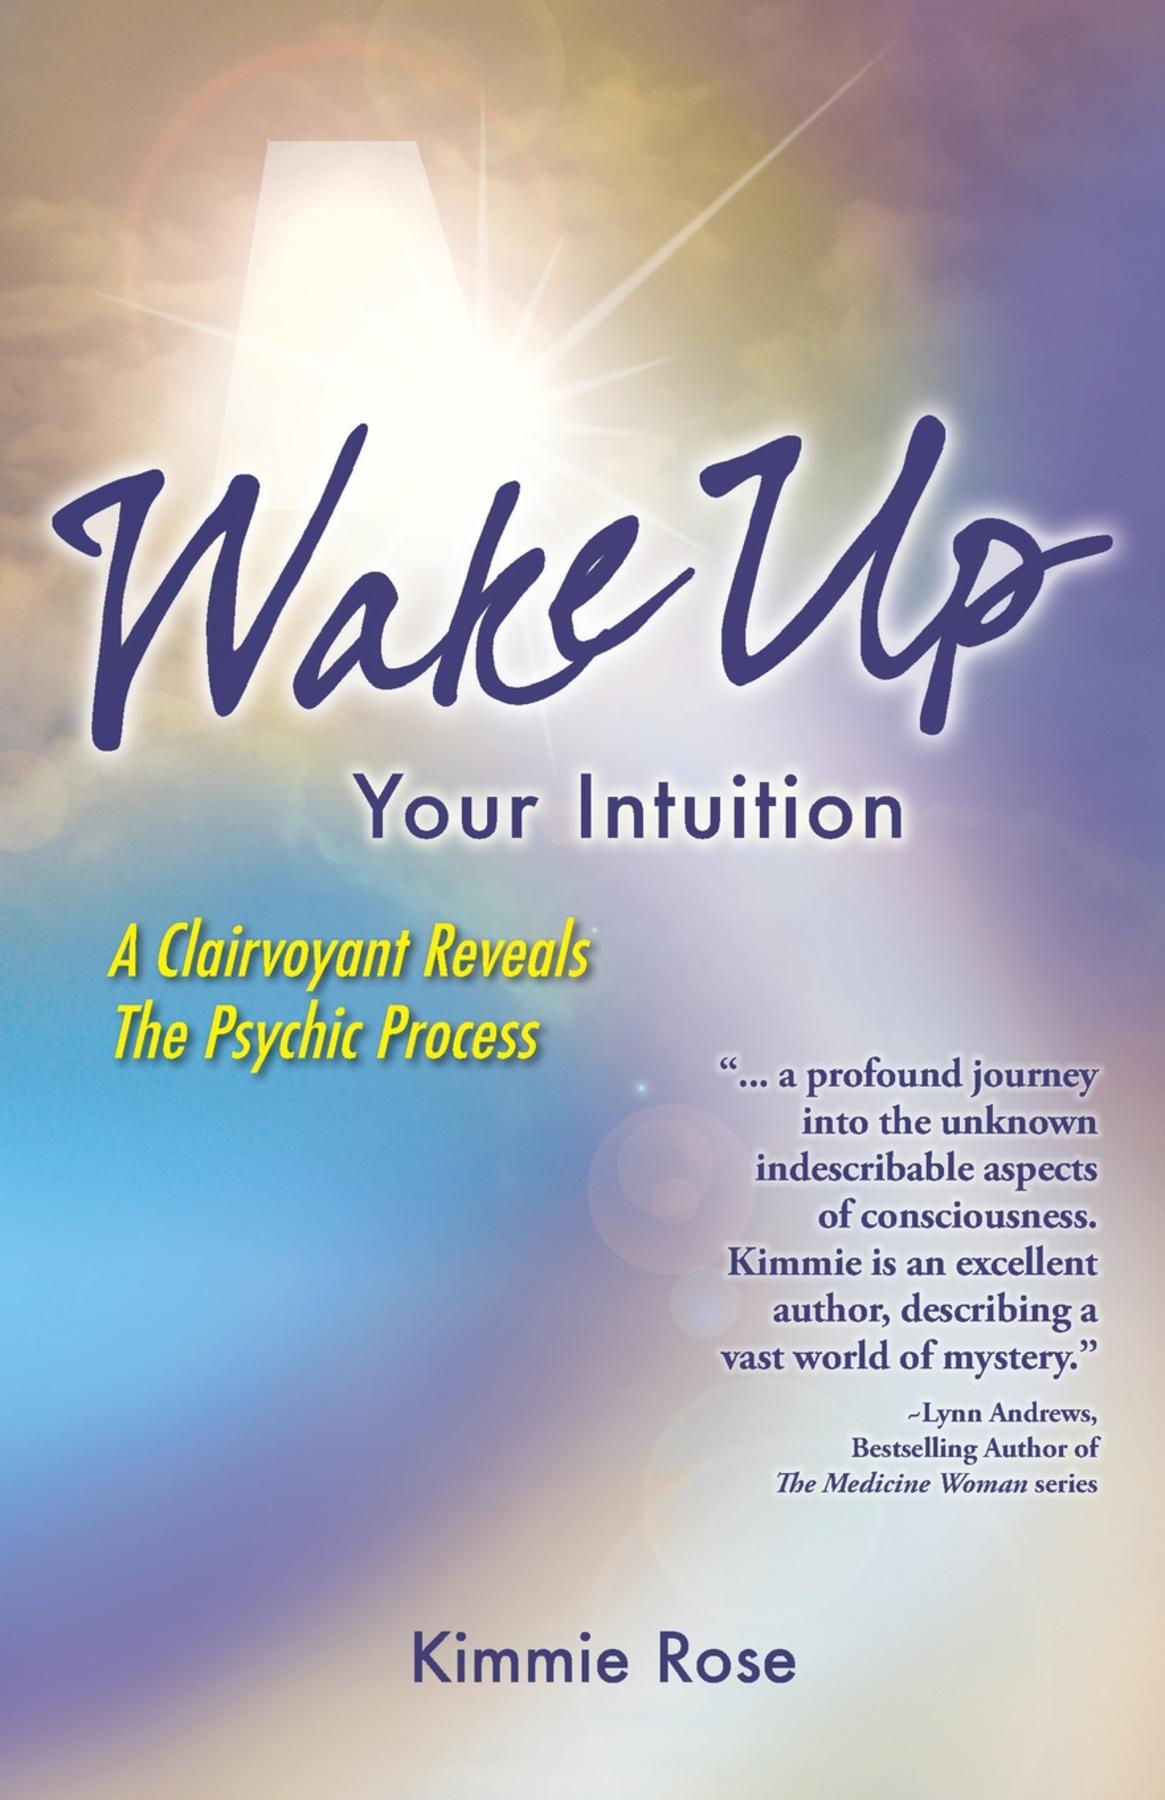 Wake Up
Your Intuition
A Clairvoyant Reveals
The Psychic Process
“... a profound journey
into the unknown
indescribable aspects
of consciousness.
Kimmie is an excellent
author, describing a
vast world of mystery.”
~Lynn Andrews,
Bestselling Author of
The Medicine Woman series
Kimmie Rose